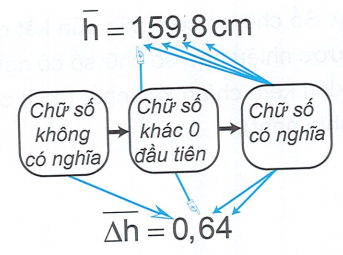 h̅ = 159,8 cm
Chữ số
không
có nghĩa
Chữ số
khác 0
đầu tiên
Chữ số
có nghĩa
Δ̅h̅ = 0,64